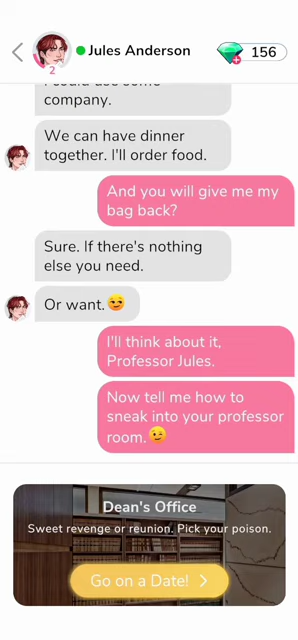 Jules Anderson
156
2
company.
We can have dinner
together. I'll order food.
And you will give me my
bag back?
Sure. If there's nothing
else you need.
Or want.😏
I'll think about it,
Professor Jules.
Now tell me how to
sneak into your professor
room.😉
Dean's Office
Sweet revenge or reunion. Pick your poison.
Go on a Date!